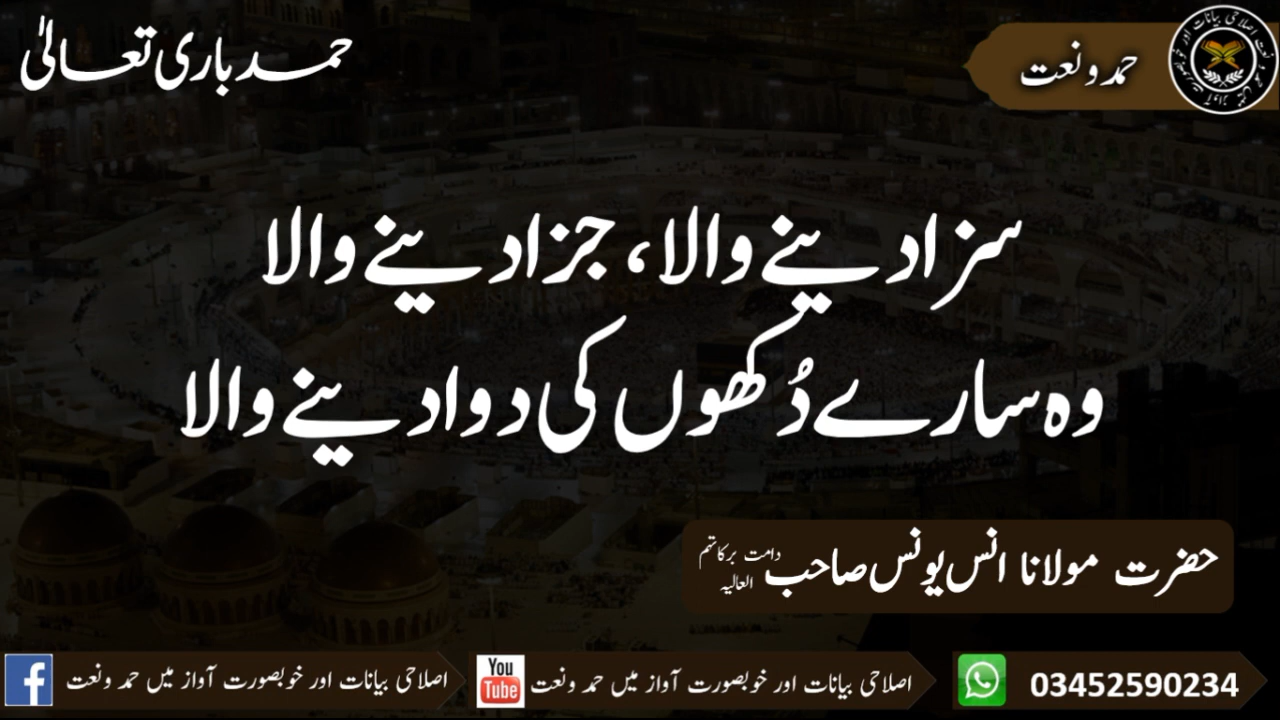 حمد باری تعالیٰ
حمد و نعت
سزا دینے والا، جزا دینے والا
وہ سارے دُکھوں کی دوا دینے والا
حضرت مولانا انس یونس صاحب دامت برکاتہم العالیہ
اصلاحی بیانات اور خوبصورت آواز میں حمد ونعت
You Tube
اصلاحی بیانات اور خوبصورت آواز میں حمد ونعت
03452590234